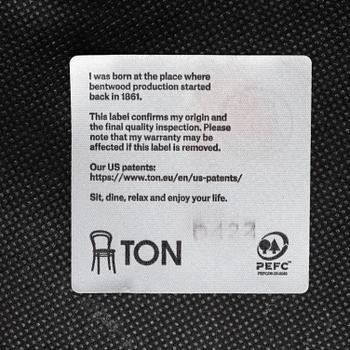 I was born at the place where
bentwood production started
back in 1861.
This label confirms my origin and
the final quality inspection. Please
note that my warranty may be
affected if this label is removed.
Our US patents:
https://www.ton.eu/en/us-patents/
Sit, dine, relax and enjoy your life.
TON
PEFC™